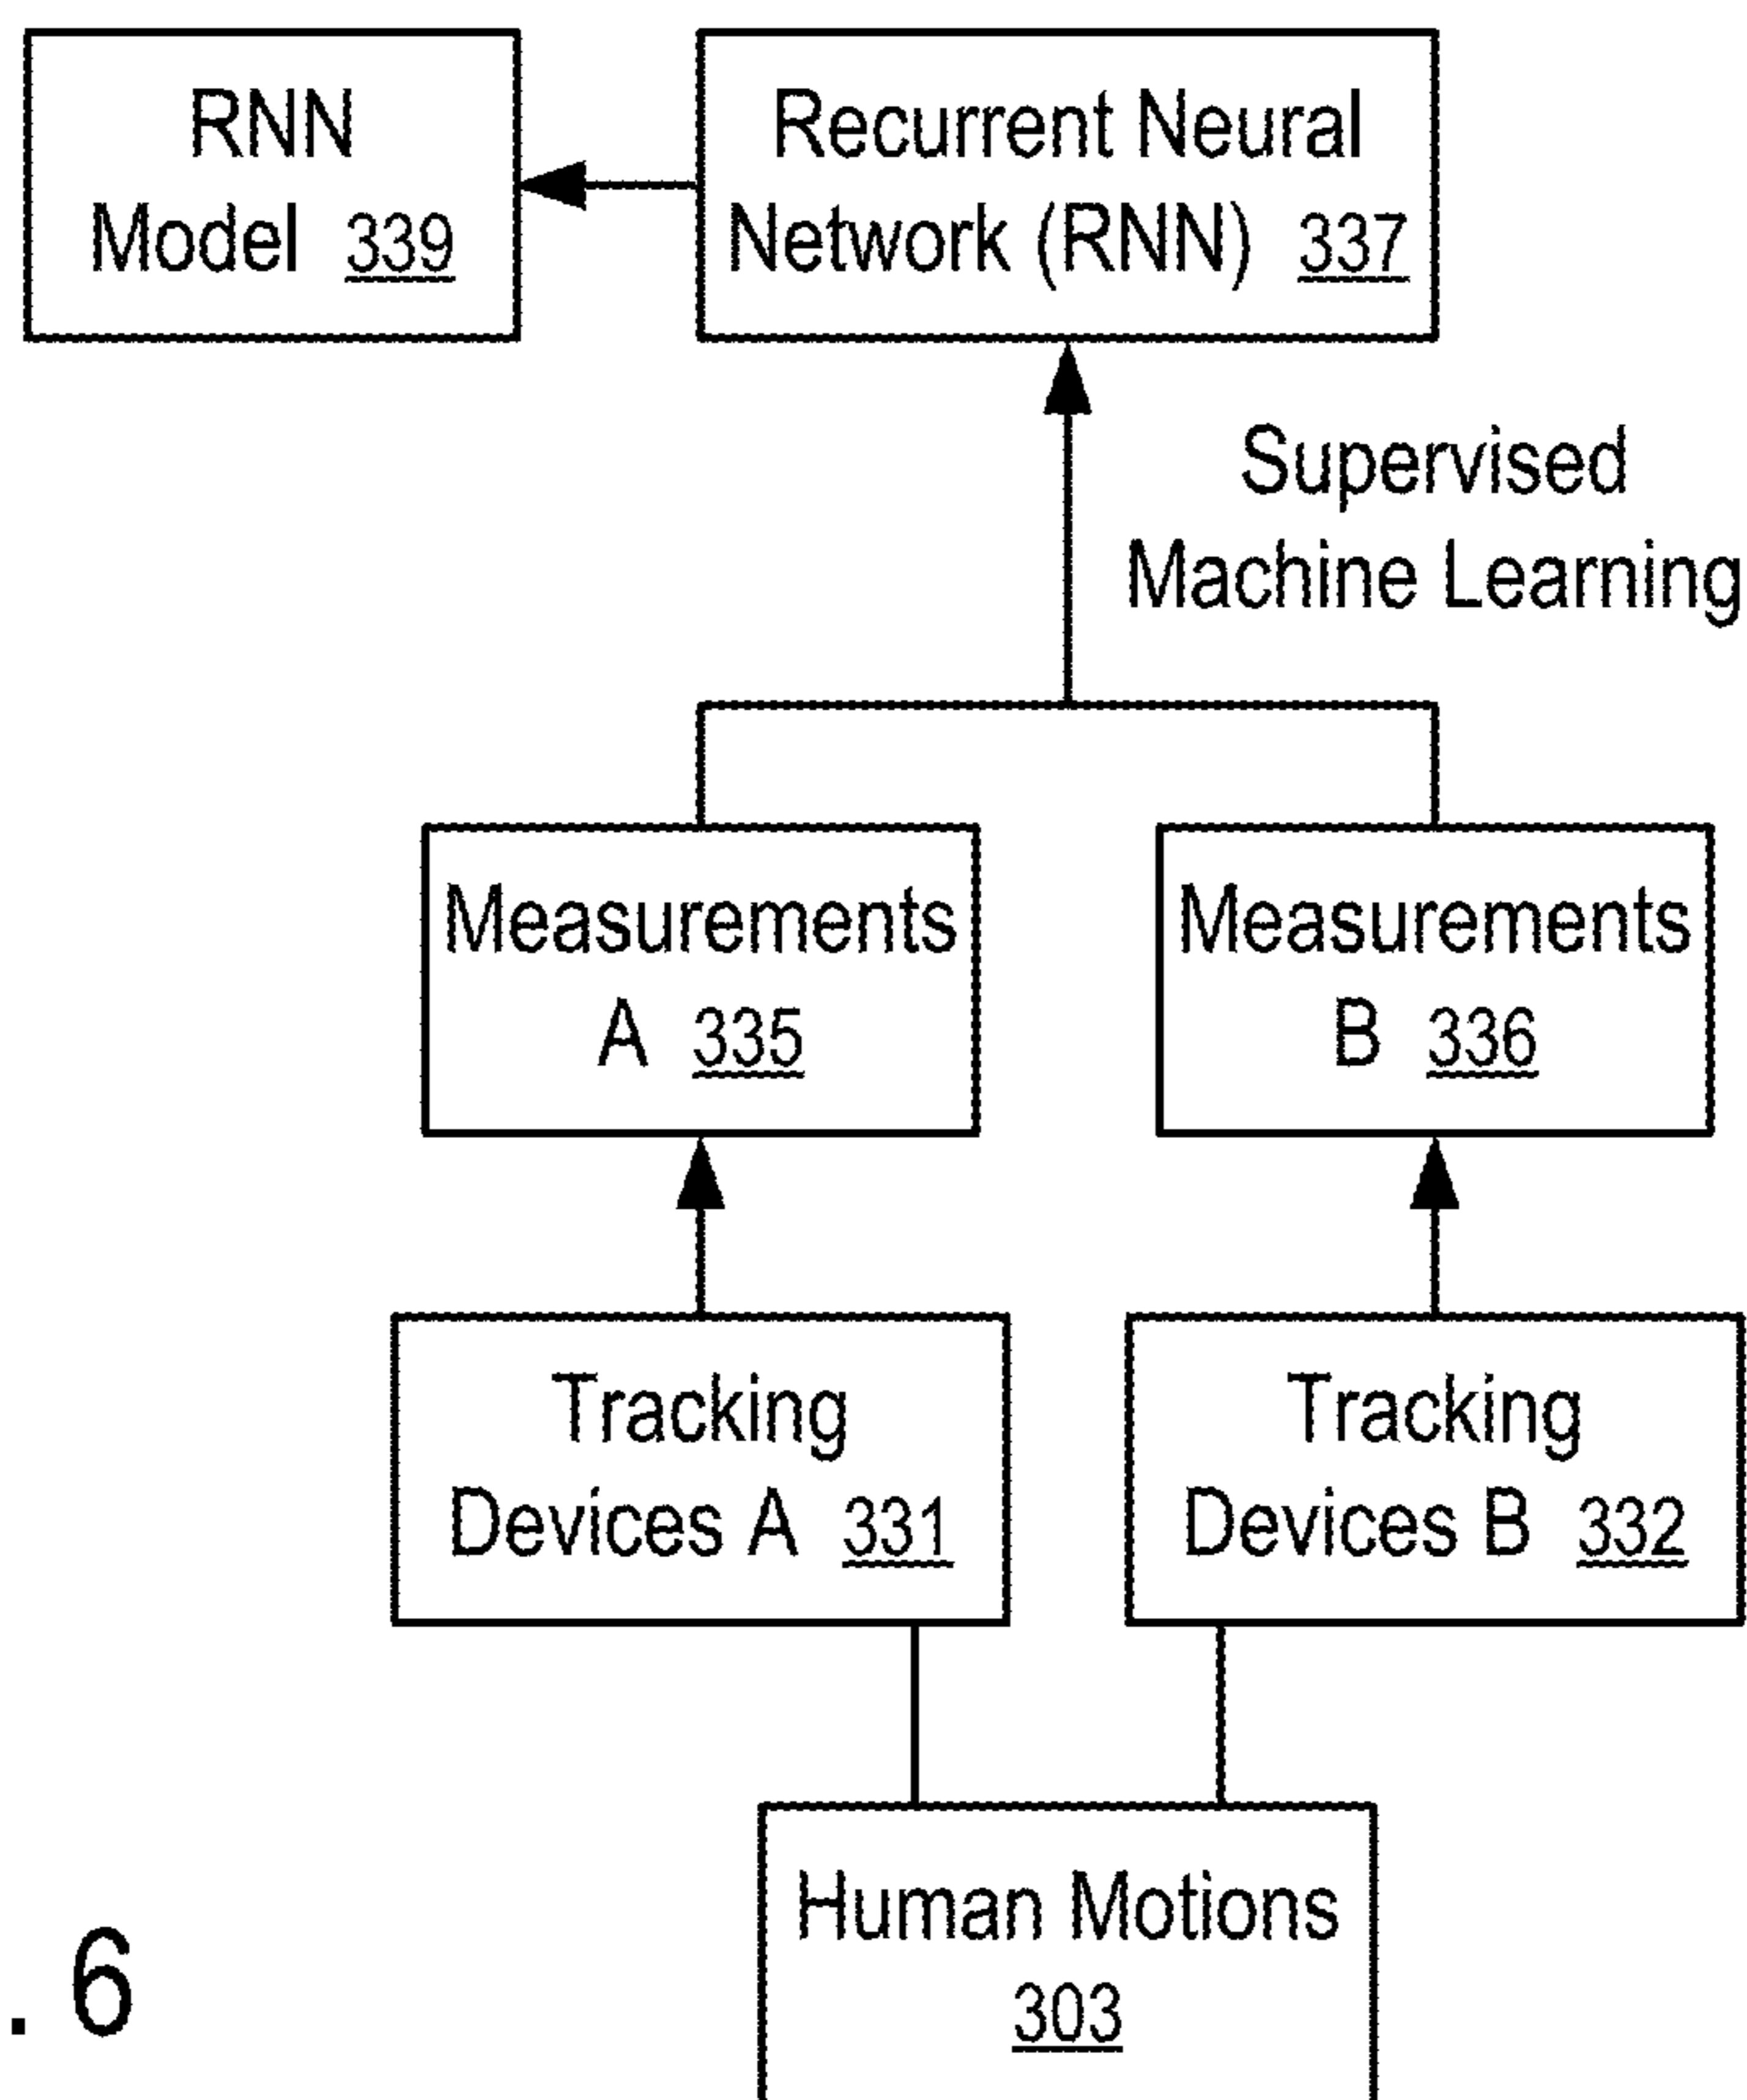 RNN
Model 339
Recurrent Neural
Network (RNN) 337
Supervised
Machine Learning
Measurements
A 335
Measurements
B 336
Tracking
Devices A 331
Tracking
Devices B 332
Human Motions
303
. 6